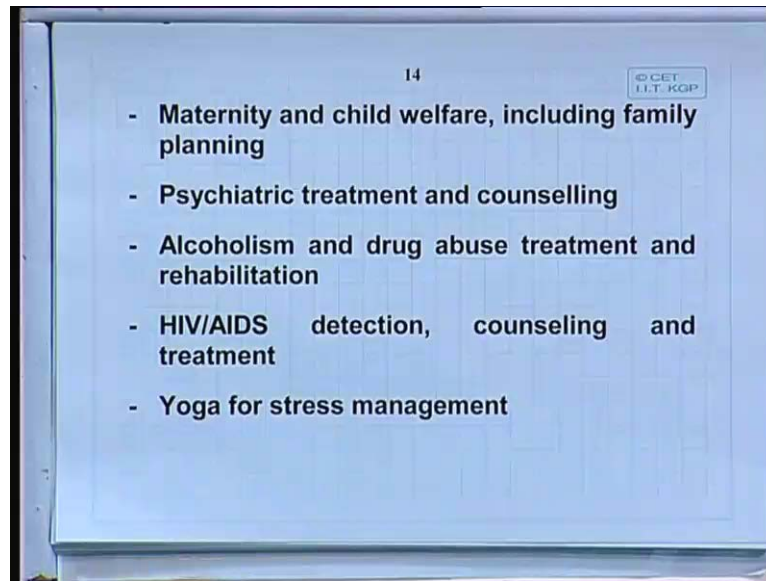 14
© CET
I.I.T. KGP
- Maternity and child welfare, including family
planning
- Psychiatric treatment and counselling
- Alcoholism and drug abuse treatment and
rehabilitation
- HIV/AIDS detection, counseling and
treatment
- Yoga for stress management